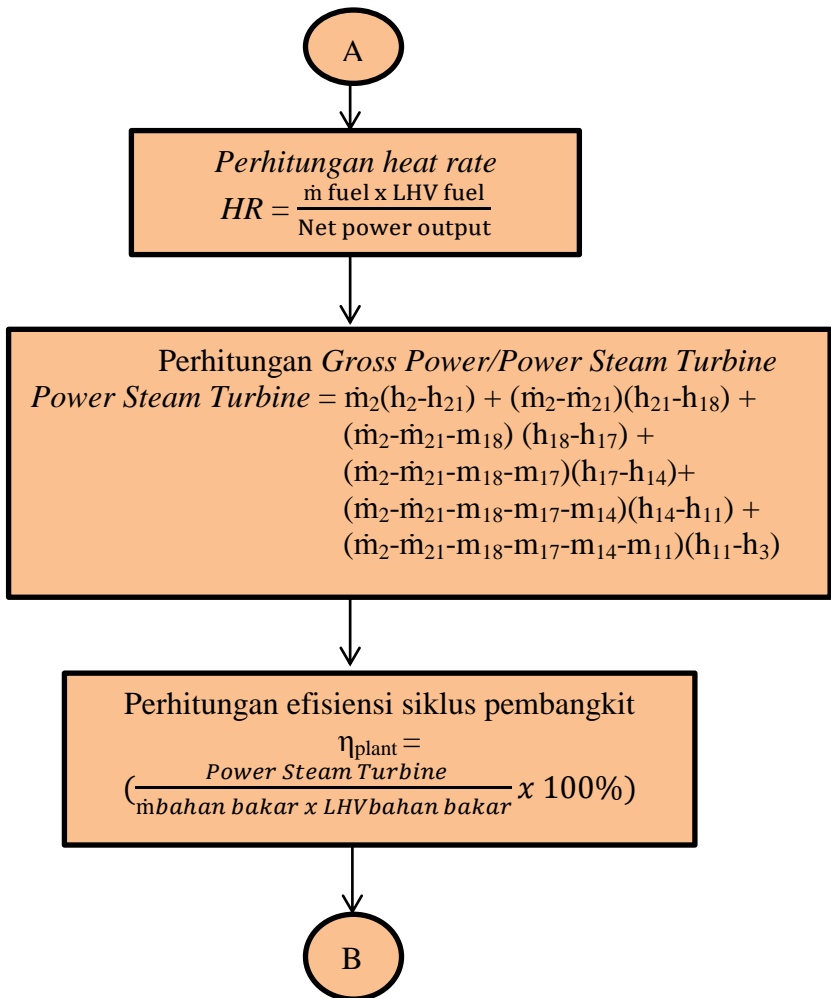 A
Perhitungan heat rate
HR = ṁ fuel x LHV fuel / Net power output
Perhitungan Gross Power/Power Steam Turbine
Power Steam Turbine = ṁ₂(h₂-h₂₁) + (ṁ₂-ṁ₂₁)(h₂₁-h₁₈) +
(ṁ₂-ṁ₂₁-m₁₈) (h₁₈-h₁₇) +
(ṁ₂-ṁ₂₁-m₁₈-m₁₇)(h₁₇-h₁₄)+
(ṁ₂-ṁ₂₁-m₁₈-m₁₇-m₁₄)(h₁₄-h₁₁) +
(ṁ₂-ṁ₂₁-m₁₈-m₁₇-m₁₄-m₁₁)(h₁₁-h₃)
Perhitungan efisiensi siklus pembangkit
η_plant =
(Power Steam Turbine / ṁbahan bakar x LHVbahan bakar x 100%)
B